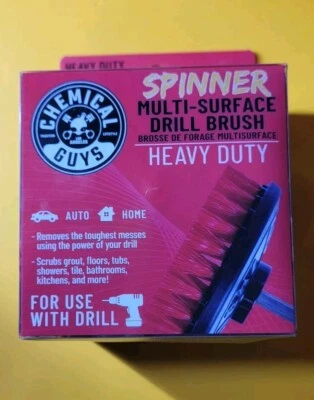 HEAVY DUTY
CHEMICAL
GUYS
SPINNER
MULTI-SURFACE
DRILL BRUSH
BROSSE DE FORAGE MULTISURFACE
HEAVY DUTY
AUTO HOME
- Removes the toughest messes
using the power of your drill
- Scrubs grout, floors, tubs,
showers, tile, bathrooms,
kitchens, and more!
FOR USE
WITH DRILL